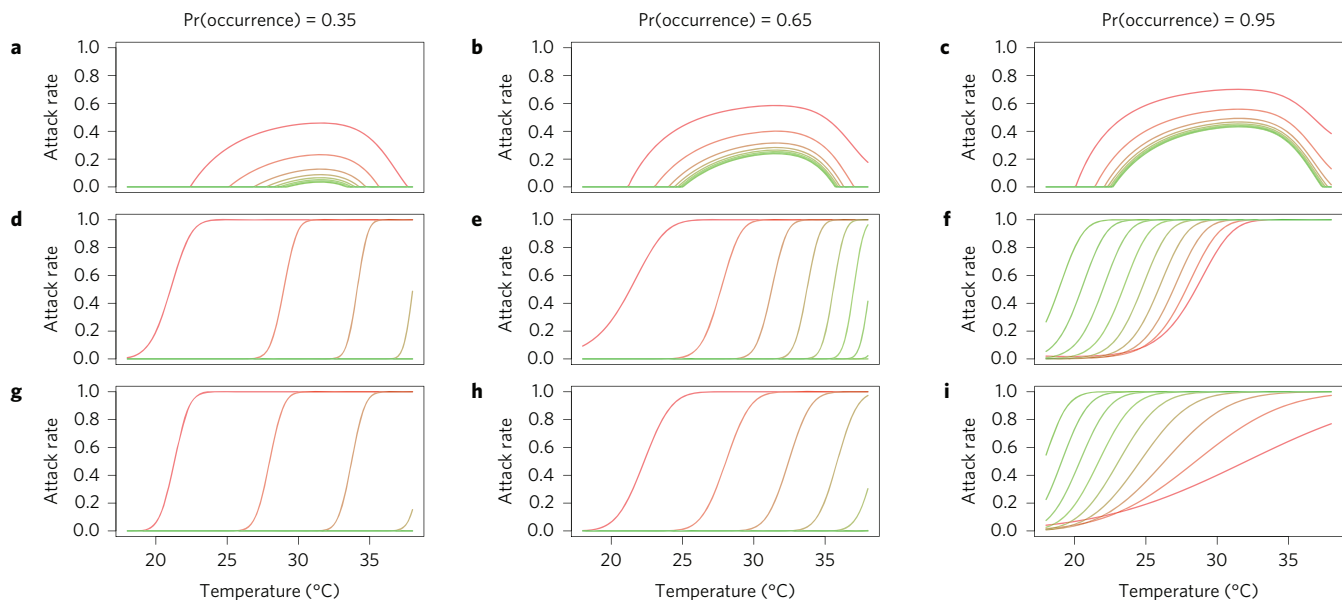 Pr(occurrence) = 0.35
Pr(occurrence) = 0.65
Pr(occurrence) = 0.95
a
Attack rate
1.0
0.8
0.6
0.4
0.2
0.0
b
Attack rate
1.0
0.8
0.6
0.4
0.2
0.0
c
Attack rate
1.0
0.8
0.6
0.4
0.2
0.0
d
Attack rate
1.0
0.8
0.6
0.4
0.2
0.0
e
Attack rate
1.0
0.8
0.6
0.4
0.2
0.0
f
Attack rate
1.0
0.8
0.6
0.4
0.2
0.0
g
Attack rate
1.0
0.8
0.6
0.4
0.2
0.0
20 25 30 35
Temperature (°C)
h
Attack rate
1.0
0.8
0.6
0.4
0.2
0.0
20 25 30 35
Temperature (°C)
i
Attack rate
1.0
0.8
0.6
0.4
0.2
0.0
20 25 30 35
Temperature (°C)